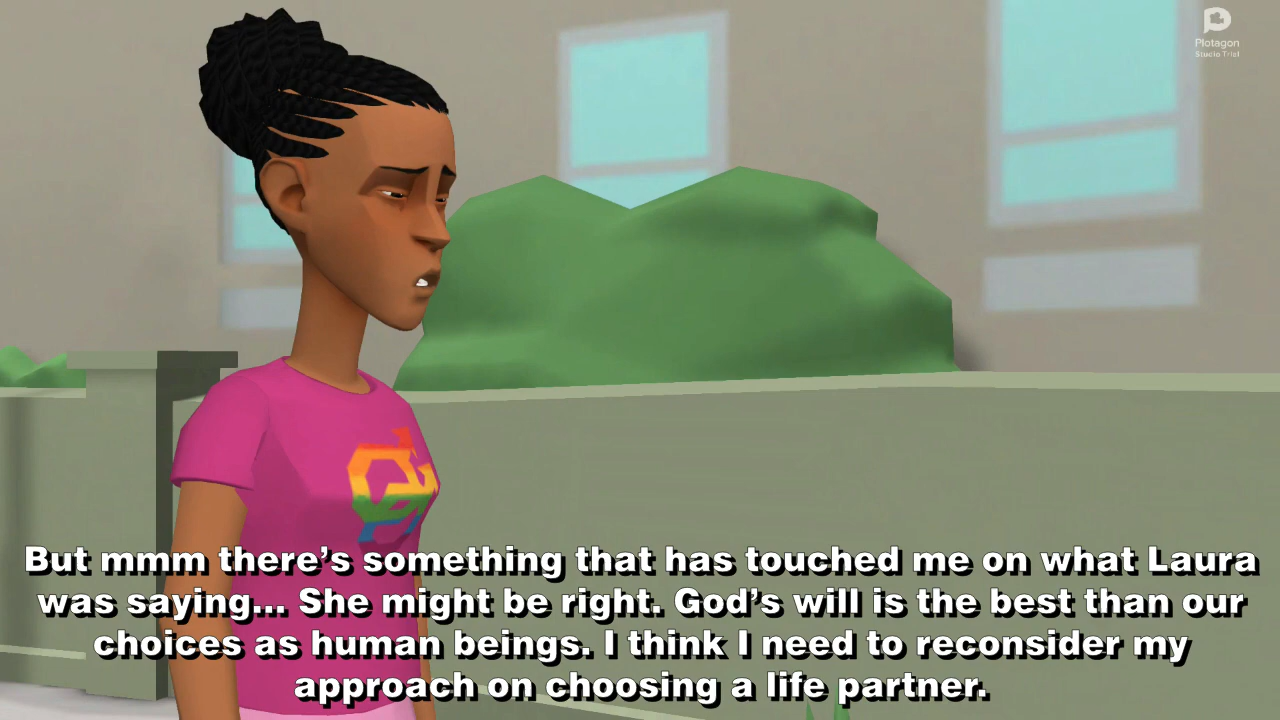 Plotagon
Studio Trial
But mmm there's something that has touched me on what Laura
was saying... She might be right. God's will is the best than our
choices as human beings. I think I need to reconsider my
approach on choosing a life partner.